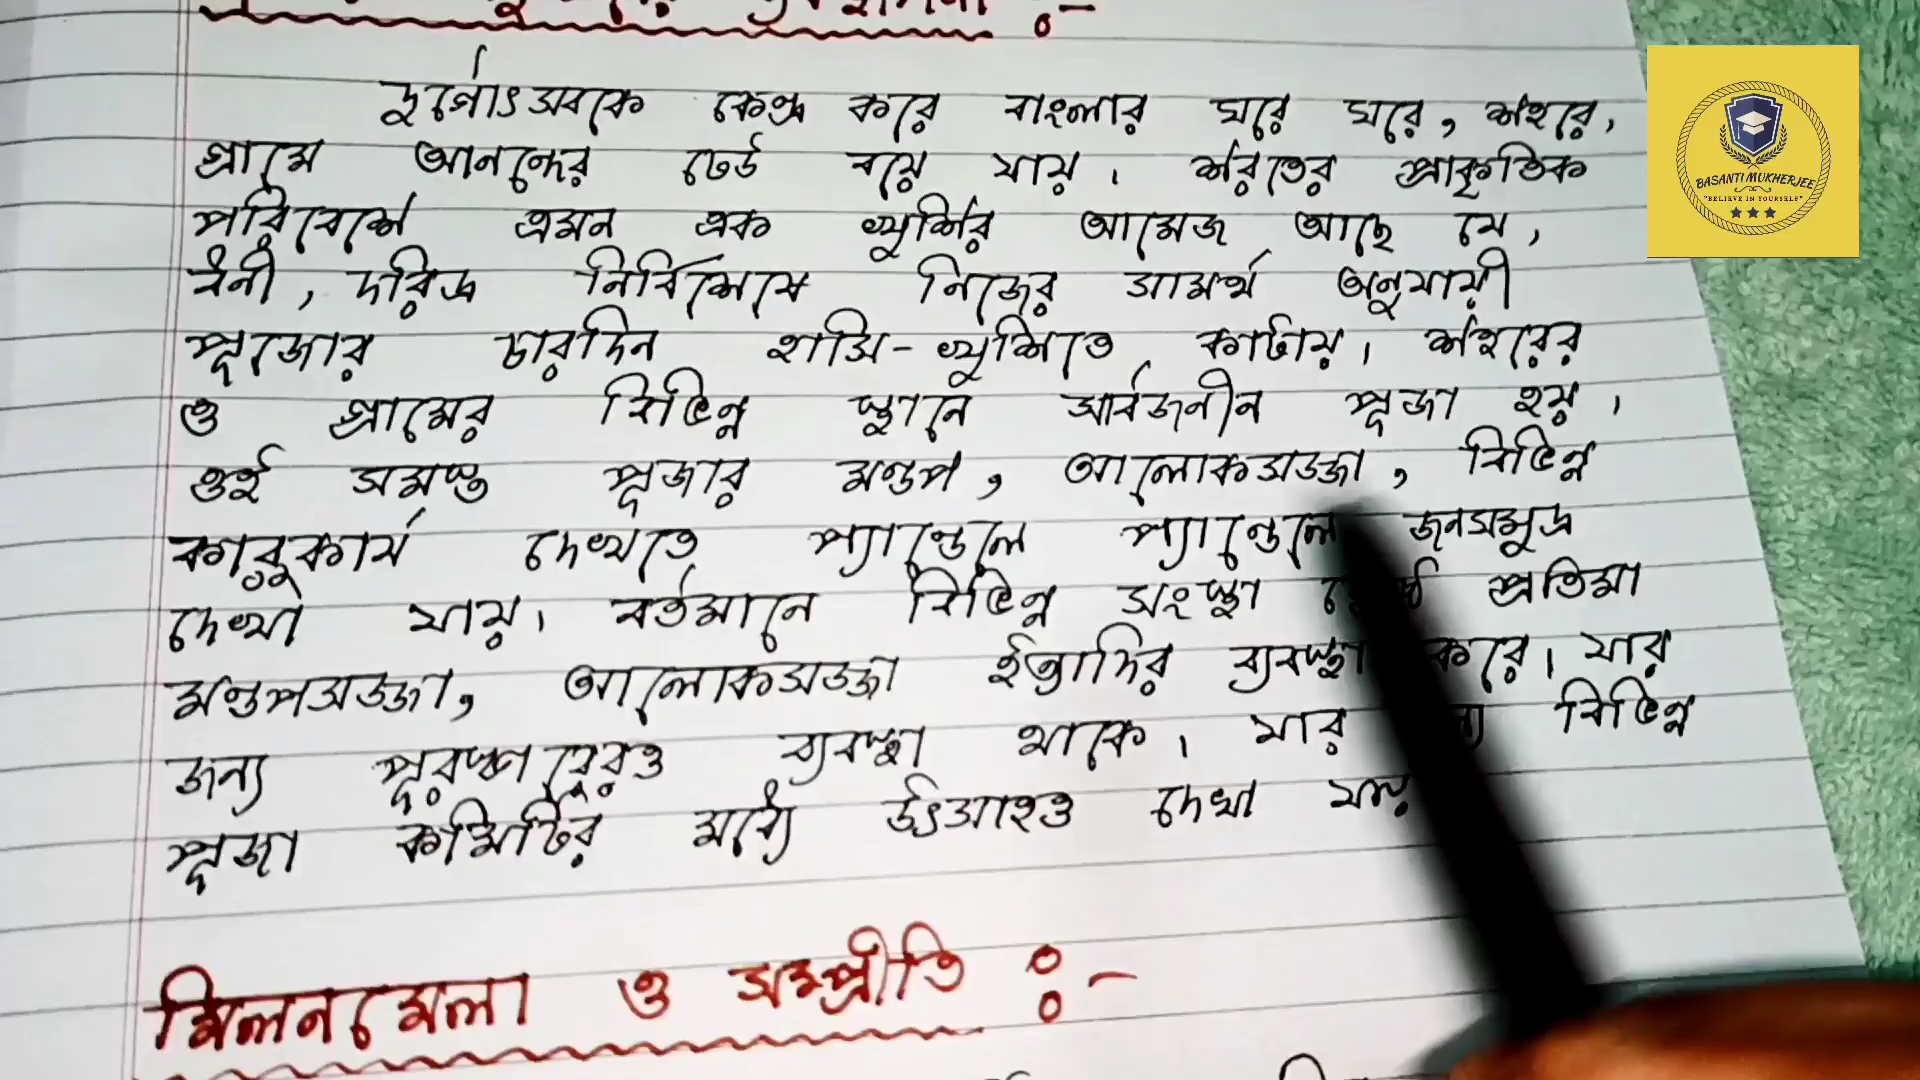 দুর্গোৎসবকে কেন্দ্র করে বাংলার ঘরে ঘরে, শহরে,
গ্রামে আনন্দের ঢেউ বয়ে যায়। শরতের প্রাকৃতিক
পরিবেশে এমন এক খুশির আমেজ আছে যে,
ধনী, দরিদ্র নির্বিশেষে নিজের সামর্থ অনুযায়ী
পূজোর চারদিন হাসি-খুশিতে কাটায়। শহরের
ও গ্রামের বিভিন্ন স্থানে সার্বজনীন পূজা হয়।
ওই সমস্ত পূজার মণ্ডপ, আলোকসজ্জা, বিভিন্ন
কারুকার্য দেখতে প্যাণ্ডেলে প্যাণ্ডেলে জনসমুদ্র
দেখা যায়। বর্তমানে বিভিন্ন সংস্থা প্রতিমা
মণ্ডপসজ্জা, আলোকসজ্জা ইত্যাদির ব্যবস্থা করে। যার
জন্য পূরস্কারেরও ব্যবস্থা থাকে। যার বিভিন্ন
পূজা কমিটির মধ্যে উৎসাহও দেখা যায়
মিলনমেলা ও সম্প্রীতি :-
BASANTI MUKHERJEE
"BELIEVE IN YOURSELF"